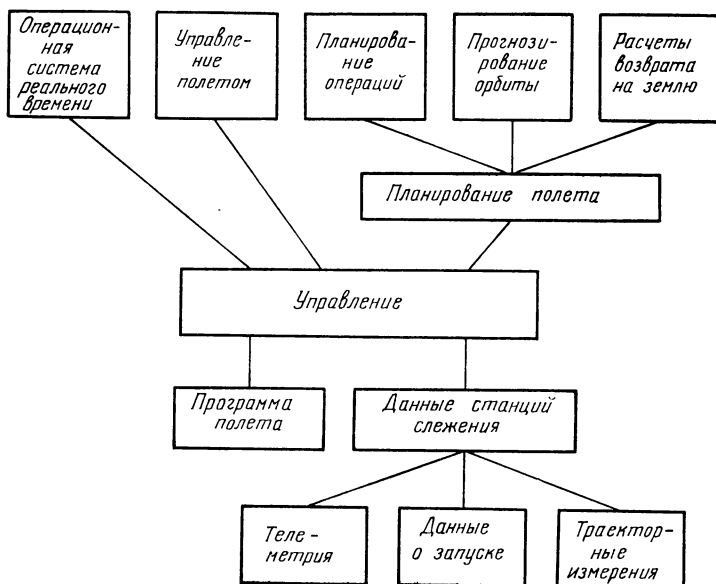 Операцион-
ная
система
реального
времени
Управле-
ние
полетом
Планирова-
ние
операций
Прогнози-
рование
орбиты
Расчеты
возврата
на землю
Планирование полета
Управление
Программа
полета
Данные станций
слежения
Теле-
метрия
Данные
о запуске
Траектор-
ные
измерения